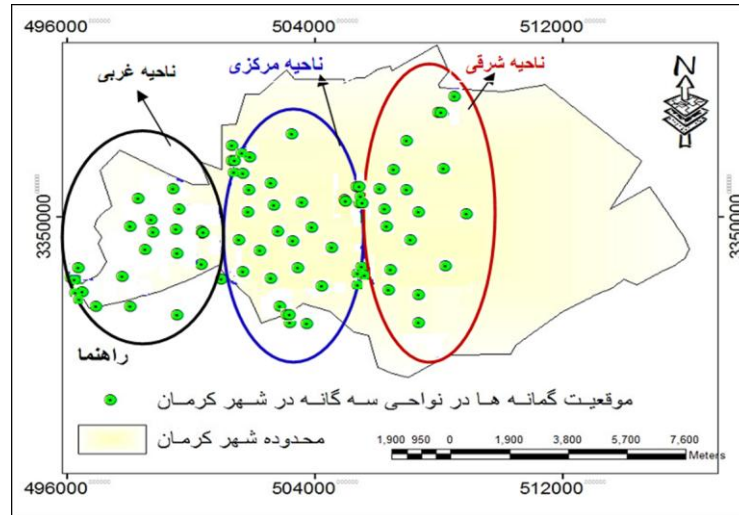 496000 504000 512000
ناحیه غربی
ناحیه مرکزی
ناحیه شرقی
N
3350000
3350000
راهنما
موقعیت گمانه ها در نواحی سه گانه در شهر کرمان
محدوده شهر کرمان
1,900 950 0 1,900 3,800 5,700 7,600
Meters
496000 504000 512000